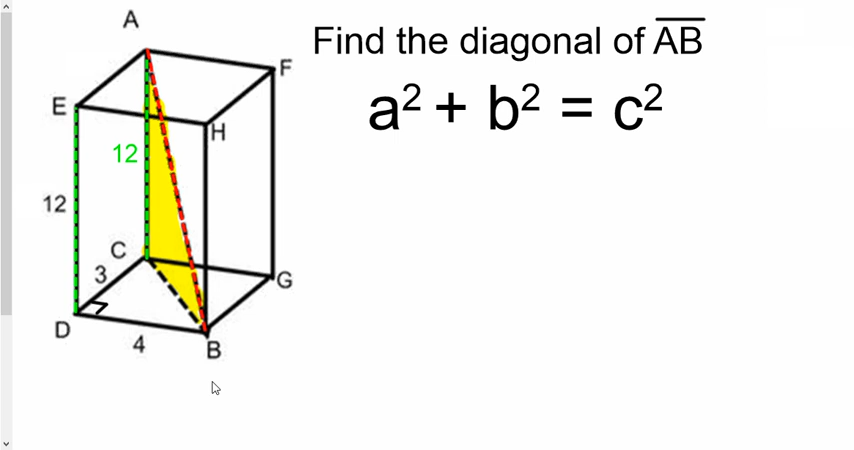 A
Find the diagonal of AB
F
a² + b² = c²
E
H
12
12
C
3
G
D
4
B